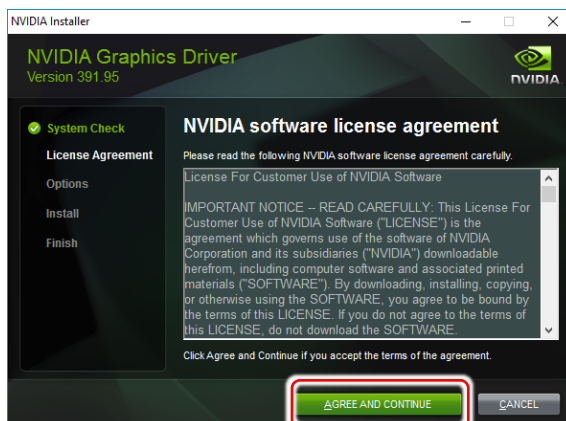 NVIDIA Installer
NVIDIA Graphics Driver
Version 391.95
NVIDIA
System Check
License Agreement
Options
Install
Finish
NVIDIA software license agreement
Please read the following NVIDIA software license agreement carefully.
License For Customer Use of NVIDIA Software
IMPORTANT NOTICE -- READ CAREFULLY: This License For
Customer Use of NVIDIA Software ("LICENSE") is the
agreement which governs use of the software of NVIDIA
Corporation and its subsidiaries ("NVIDIA") downloadable
herefrom, including computer software and associated printed
materials ("SOFTWARE"). By downloading, installing, copying,
or otherwise using the SOFTWARE, you agree to be bound by
the terms of this LICENSE. If you do not agree to the terms of
this LICENSE, do not download the SOFTWARE.
Click Agree and Continue if you accept the terms of the agreement.
AGREE AND CONTINUE
CANCEL